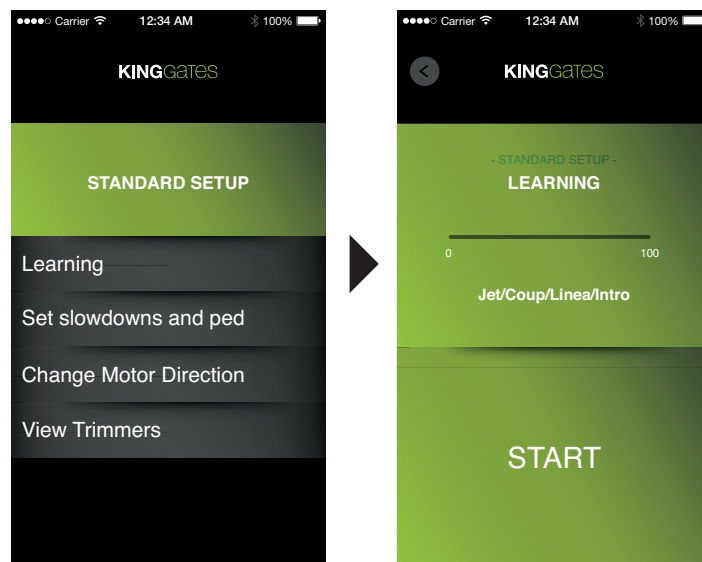 Carrier 12:34 AM 100%
KINGGATES
STANDARD SETUP
Learning
Set slowdowns and ped
Change Motor Direction
View Trimmers
Carrier 12:34 AM 100%
KINGGATES
- STANDARD SETUP -
LEARNING
0 100
Jet/Coup/Linea/Intro
START